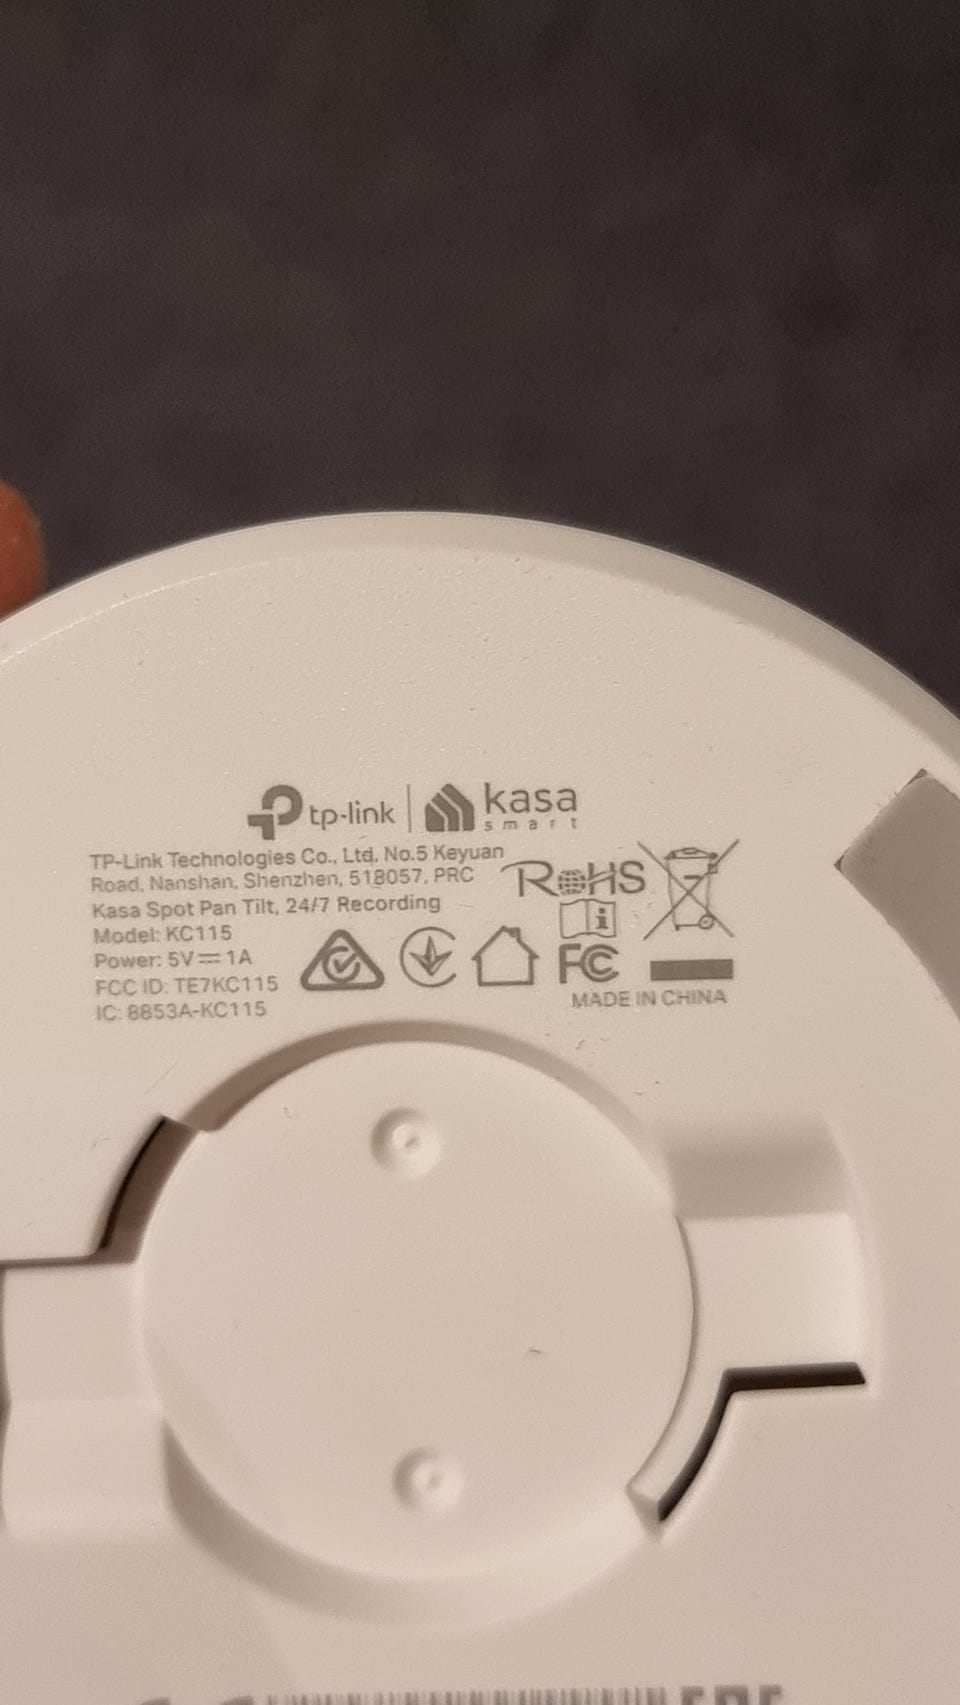 tp-link | kasa
smart
TP-Link Technologies Co., Ltd. No.5 Keyuan
Road, Nanshan, Shenzhen, 518057, PRC
Kasa Spot Pan Tilt, 24/7 Recording
Model: KC115
Power: 5V⎓1A
FCC ID: TE7KC115
IC: 8853A-KC115
RoHS
FC
MADE IN CHINA